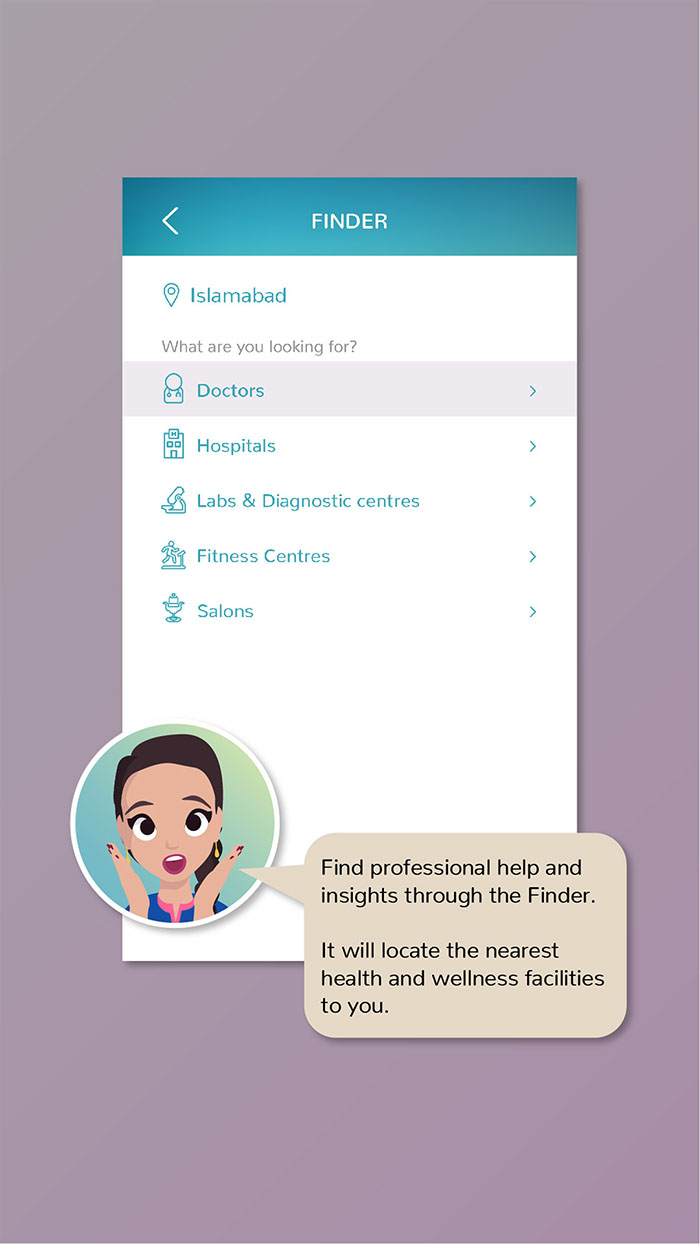 FINDER
Islamabad
What are you looking for?
Doctors
Hospitals
Labs & Diagnostic centres
Fitness Centres
Salons
Find professional help and
insights through the Finder.
It will locate the nearest
health and wellness facilities
to you.